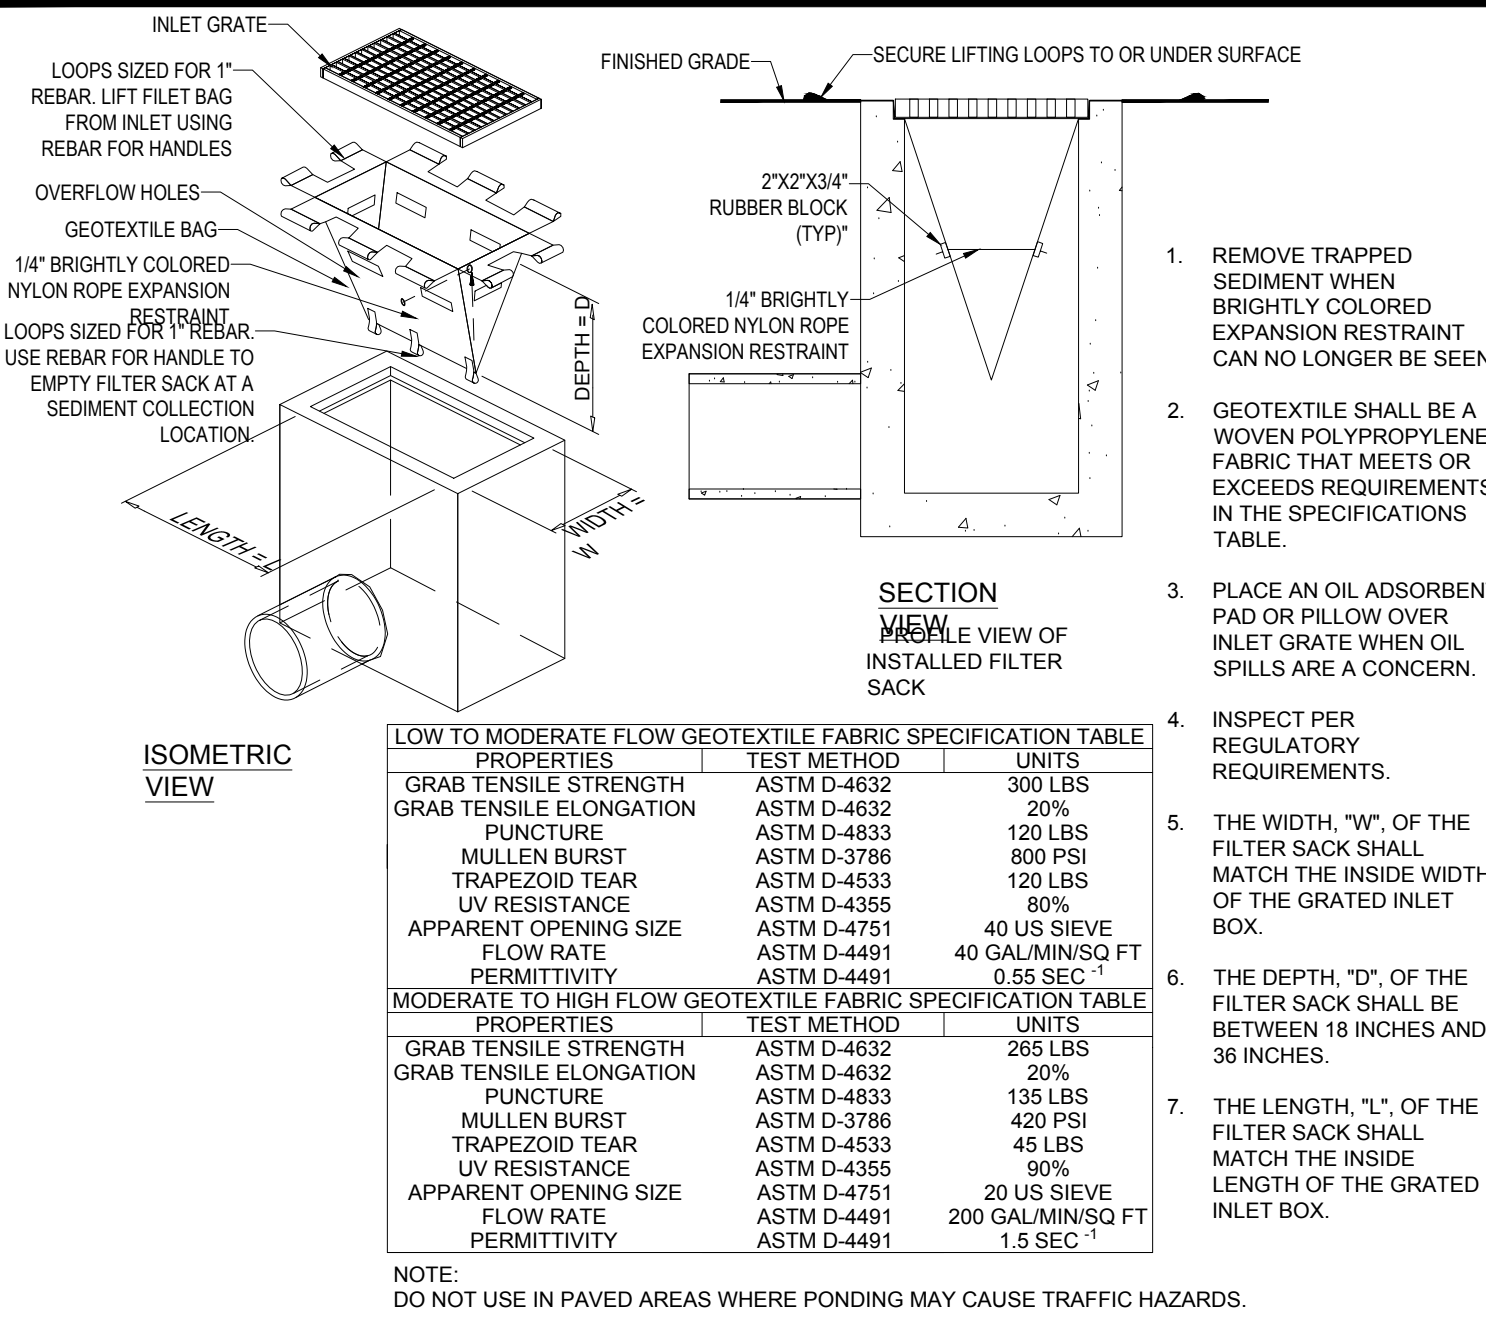 INLET GRATE
LOOPS SIZED FOR 1"
REBAR. LIFT FILET BAG
FROM INLET USING
REBAR FOR HANDLES
OVERFLOW HOLES
GEOTEXTILE BAG
1/4" BRIGHTLY COLORED
NYLON ROPE EXPANSION
RESTRAINT
LOOPS SIZED FOR 1" REBAR.
USE REBAR FOR HANDLE TO
EMPTY FILTER SACK AT A
SEDIMENT COLLECTION
LOCATION.
DEPTH = D
LENGTH = L
WIDTH =
W
ISOMETRIC
VIEW
FINISHED GRADE
SECURE LIFTING LOOPS TO OR UNDER SURFACE
2"X2"X3/4"
RUBBER BLOCK
(TYP)"
1/4" BRIGHTLY
COLORED NYLON ROPE
EXPANSION RESTRAINT
SECTION
VIEW
PROFILE VIEW OF
INSTALLED FILTER
SACK
LOW TO MODERATE FLOW GEOTEXTILE FABRIC SPECIFICATION TABLE
PROPERTIES TEST METHOD UNITS
GRAB TENSILE STRENGTH ASTM D-4632 300 LBS
GRAB TENSILE ELONGATION ASTM D-4632 20%
PUNCTURE ASTM D-4833 120 LBS
MULLEN BURST ASTM D-3786 800 PSI
TRAPEZOID TEAR ASTM D-4533 120 LBS
UV RESISTANCE ASTM D-4355 80%
APPARENT OPENING SIZE ASTM D-4751 40 US SIEVE
FLOW RATE ASTM D-4491 40 GAL/MIN/SQ FT
PERMITTIVITY ASTM D-4491 0.55 SEC -1
MODERATE TO HIGH FLOW GEOTEXTILE FABRIC SPECIFICATION TABLE
PROPERTIES TEST METHOD UNITS
GRAB TENSILE STRENGTH ASTM D-4632 265 LBS
GRAB TENSILE ELONGATION ASTM D-4632 20%
PUNCTURE ASTM D-4833 135 LBS
MULLEN BURST ASTM D-3786 420 PSI
TRAPEZOID TEAR ASTM D-4533 45 LBS
UV RESISTANCE ASTM D-4355 90%
APPARENT OPENING SIZE ASTM D-4751 20 US SIEVE
FLOW RATE ASTM D-4491 200 GAL/MIN/SQ FT
PERMITTIVITY ASTM D-4491 1.5 SEC -1
NOTE:
DO NOT USE IN PAVED AREAS WHERE PONDING MAY CAUSE TRAFFIC HAZARDS.
1. REMOVE TRAPPED
SEDIMENT WHEN
BRIGHTLY COLORED
EXPANSION RESTRAINT
CAN NO LONGER BE SEEN
2. GEOTEXTILE SHALL BE A
WOVEN POLYPROPYLENE
FABRIC THAT MEETS OR
EXCEEDS REQUIREMENTS
IN THE SPECIFICATIONS
TABLE.
3. PLACE AN OIL ADSORBENT
PAD OR PILLOW OVER
INLET GRATE WHEN OIL
SPILLS ARE A CONCERN.
4. INSPECT PER
REGULATORY
REQUIREMENTS.
5. THE WIDTH, "W", OF THE
FILTER SACK SHALL
MATCH THE INSIDE WIDTH
OF THE GRATED INLET
BOX.
6. THE DEPTH, "D", OF THE
FILTER SACK SHALL BE
BETWEEN 18 INCHES AND
36 INCHES.
7. THE LENGTH, "L", OF THE
FILTER SACK SHALL
MATCH THE INSIDE
LENGTH OF THE GRATED
INLET BOX.